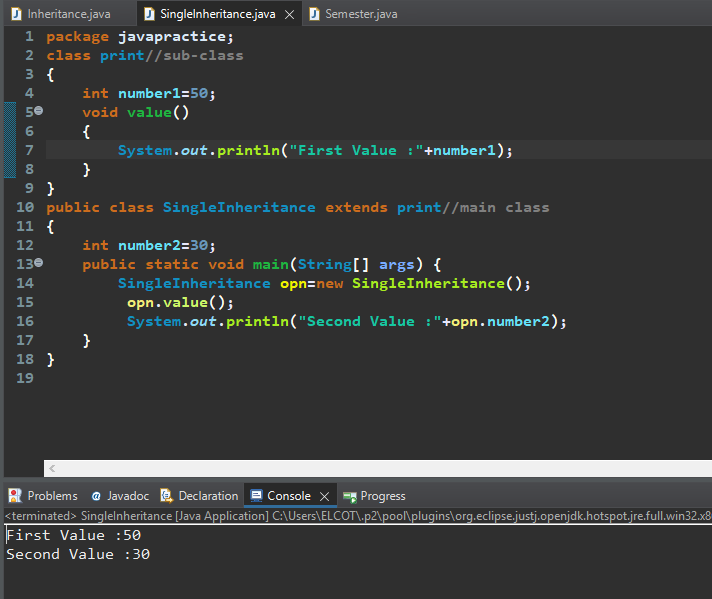 Inheritance.java SingleInheritance.java Semester.java
1 package javapractice;
2 class print//sub-class
3 {
4     int number1=50;
5     void value()
6     {
7         System.out.println("First Value :"+number1);
8     }
9 }
10 public class SingleInheritance extends print//main class
11 {
12     int number2=30;
13     public static void main(String[] args) {
14         SingleInheritance opn=new SingleInheritance();
15          opn.value();
16          System.out.println("Second Value :"+opn.number2);
17     }
18 }
19
Problems Javadoc Declaration Console Progress
<terminated> SingleInheritance [Java Application] C:\Users\ELCOT\.p2\pool\plugins\org.eclipse.justj.openjdk.hotspot.jre.full.win32.x8
First Value :50
Second Value :30